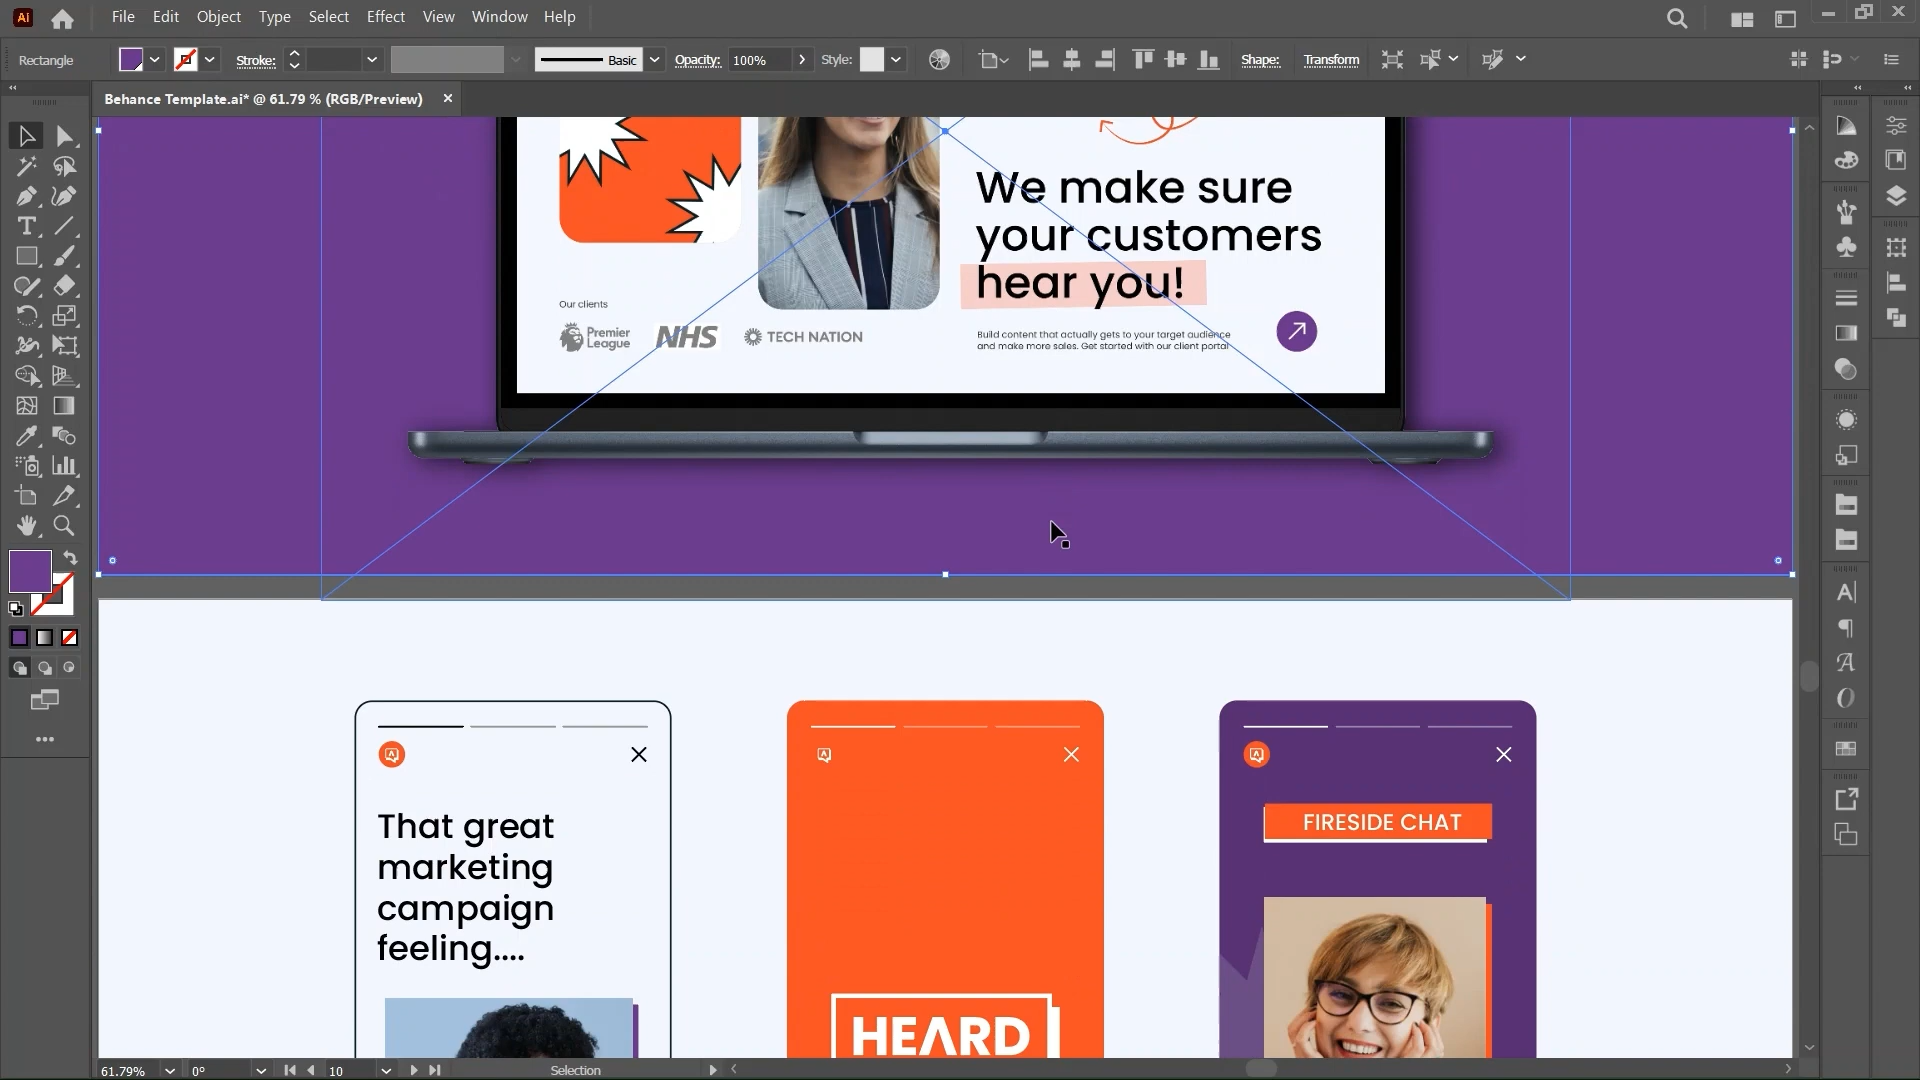 Ai
File Edit Object Type Select Effect View Window Help
Rectangle
Stroke:
Basic
Opacity:
100%
Style:
Shape:
Transform
Behance Template.ai* @ 61.79 % (RGB/Preview)
We make sure
your customers
hear you!
Our clients
Premier
League
NHS
TECH NATION
Build content that actually gets to your target audience
and make more sales. Get started with our client portal
That great
marketing
campaign
feeling....
HEARD
FIRESIDE CHAT
61.79%
0°
10
Selection